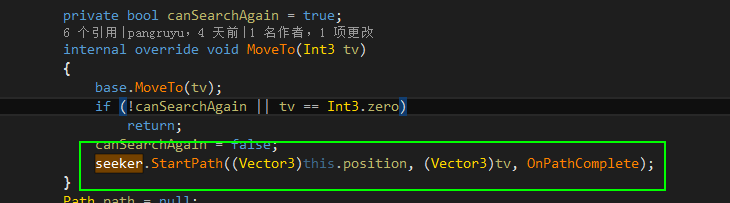 private bool canSearchAgain = true;
6 个引用|pangruyu，4 天前|1 名作者，1 项更改
internal override void MoveTo(Int3 tv)
{
base.MoveTo(tv);
if (!canSearchAgain || tv == Int3.zero)
return;
canSearchAgain = false;
seeker.StartPath((Vector3)this.position, (Vector3)tv, OnPathComplete);
}
Path path = null;